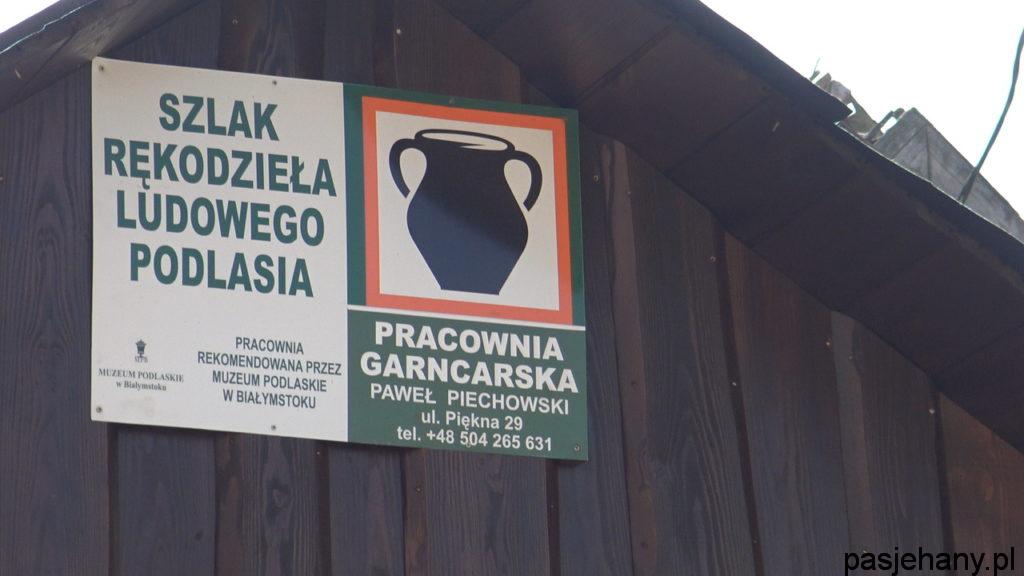 SZLAK
RĘKODZIEŁA
LUDOWEGO
PODLASIA
MUZEUM PODLASKIE
w Białymstoku
PRACOWNIA
REKOMENDOWANA PRZEZ
MUZEUM PODLASKIE
W BIAŁYMSTOKU
PRACOWNIA
GARNCARSKA
PAWEŁ PIECHOWSKI
ul. Piękna 29
tel. +48 504 265 631
pasjehany.pl